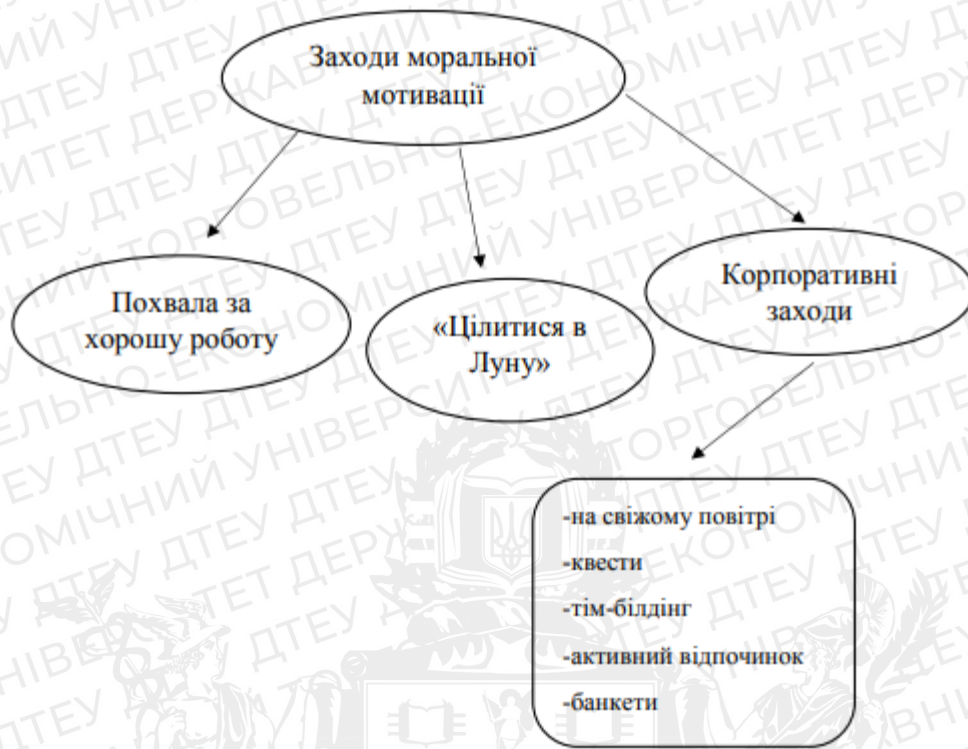 Заходи моральної
мотивації
Похвала за
хорошу роботу
«Цілитися в
Луну»
Корпоративні
заходи
-на свіжому повітрі
-квести
-тім-білдінг
-активний відпочинок
-банкети